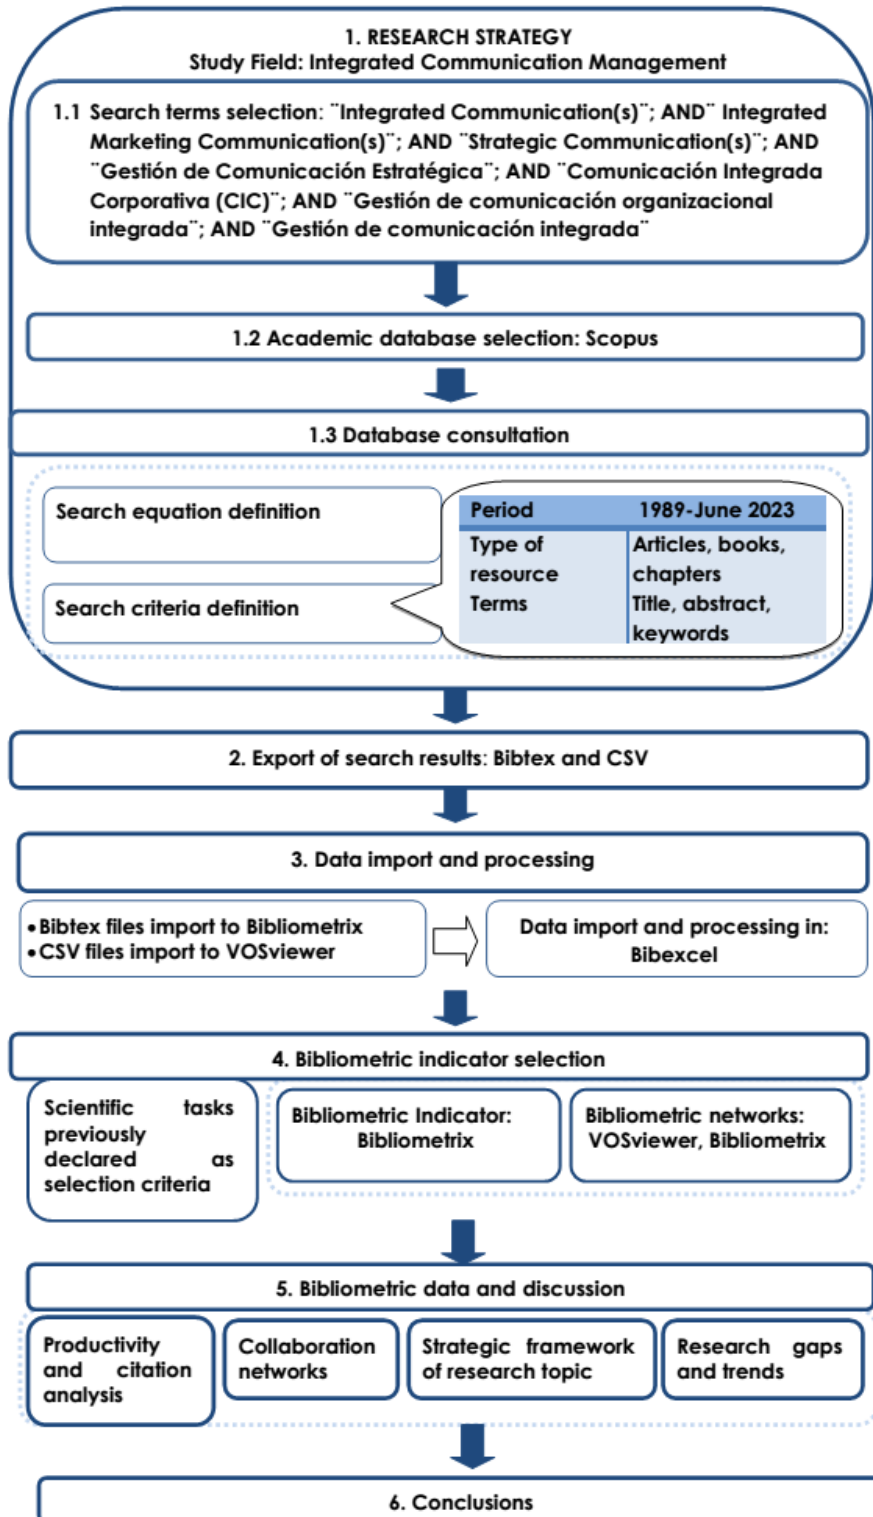 1. RESEARCH STRATEGY
Study Field: Integrated Communication Management
1.1 Search terms selection: ¨Integrated Communication(s)¨; AND¨ Integrated
Marketing Communication(s)¨; AND ¨Strategic Communication(s)¨; AND
¨Gestión de Comunicación Estratégica¨; AND ¨Comunicación Integrada
Corporativa (CIC)¨; AND ¨Gestión de comunicación organizacional
integrada¨; AND ¨Gestión de comunicación integrada¨
1.2 Academic database selection: Scopus
1.3 Database consultation
Search equation definition
Search criteria definition
Period 1989-June 2023
Type of Articles, books,
resource chapters
Terms Title, abstract,
keywords
2. Export of search results: Bibtex and CSV
3. Data import and processing
• Bibtex files import to Bibliometrix
• CSV files import to VOSviewer
Data import and processing in:
Bibexcel
4. Bibliometric indicator selection
Scientific tasks
previously
declared as
selection criteria
Bibliometric Indicator:
Bibliometrix
Bibliometric networks:
VOSviewer, Bibliometrix
5. Bibliometric data and discussion
Productivity
and citation
analysis
Collaboration
networks
Strategic framework
of research topic
Research gaps
and trends
6. Conclusions